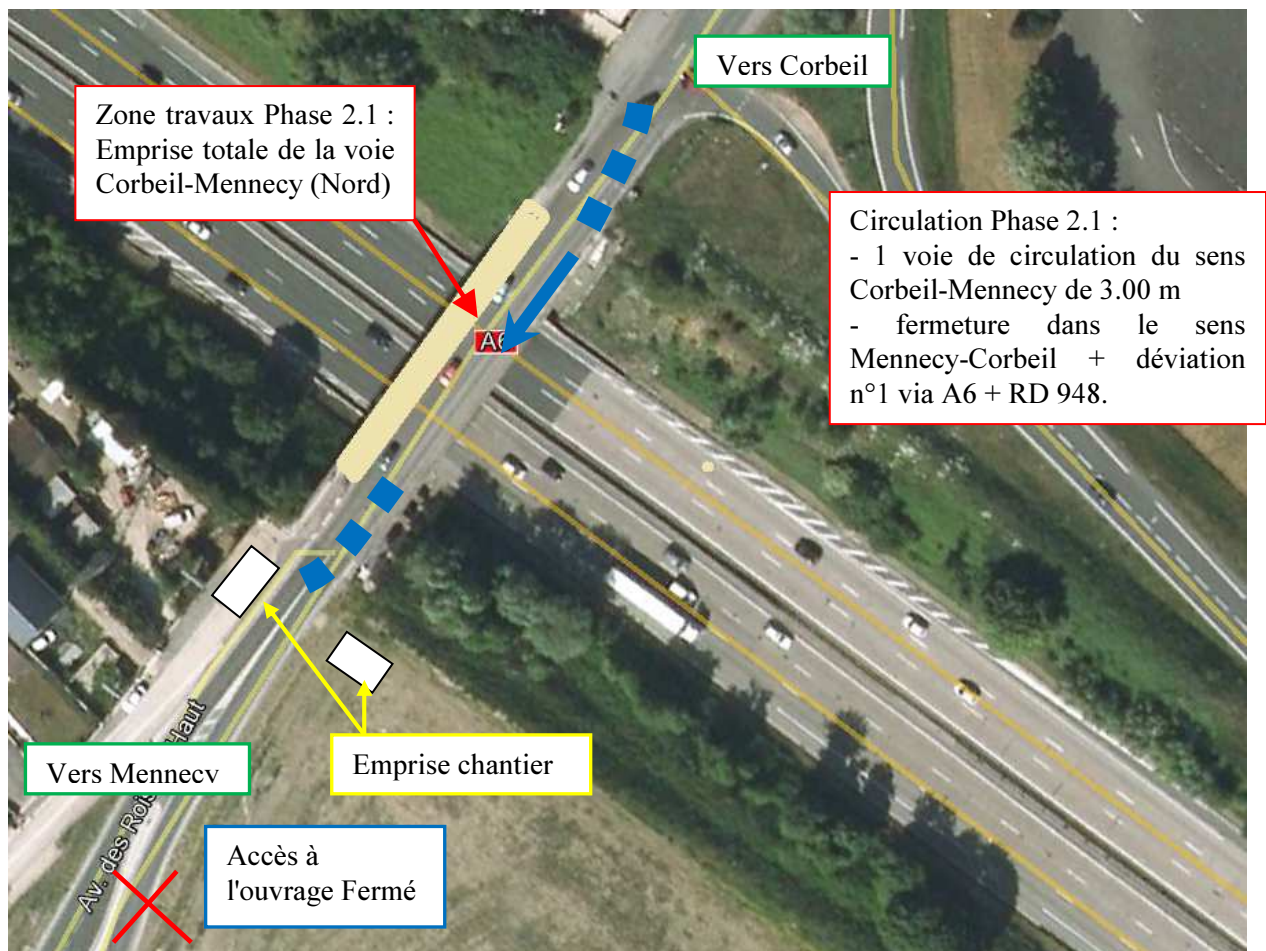 Vers Corbeil
Zone travaux Phase 2.1 :
Emprise totale de la voie
Corbeil-Mennecy (Nord)
Circulation Phase 2.1 :
- 1 voie de circulation du sens
Corbeil-Mennecy de 3.00 m
- fermeture dans le sens
Mennecy-Corbeil + déviation
n°1 via A6 + RD 948.
A6
Vers Mennecy
Emprise chantier
Av. des Haut
Accès à
l'ouvrage Fermé